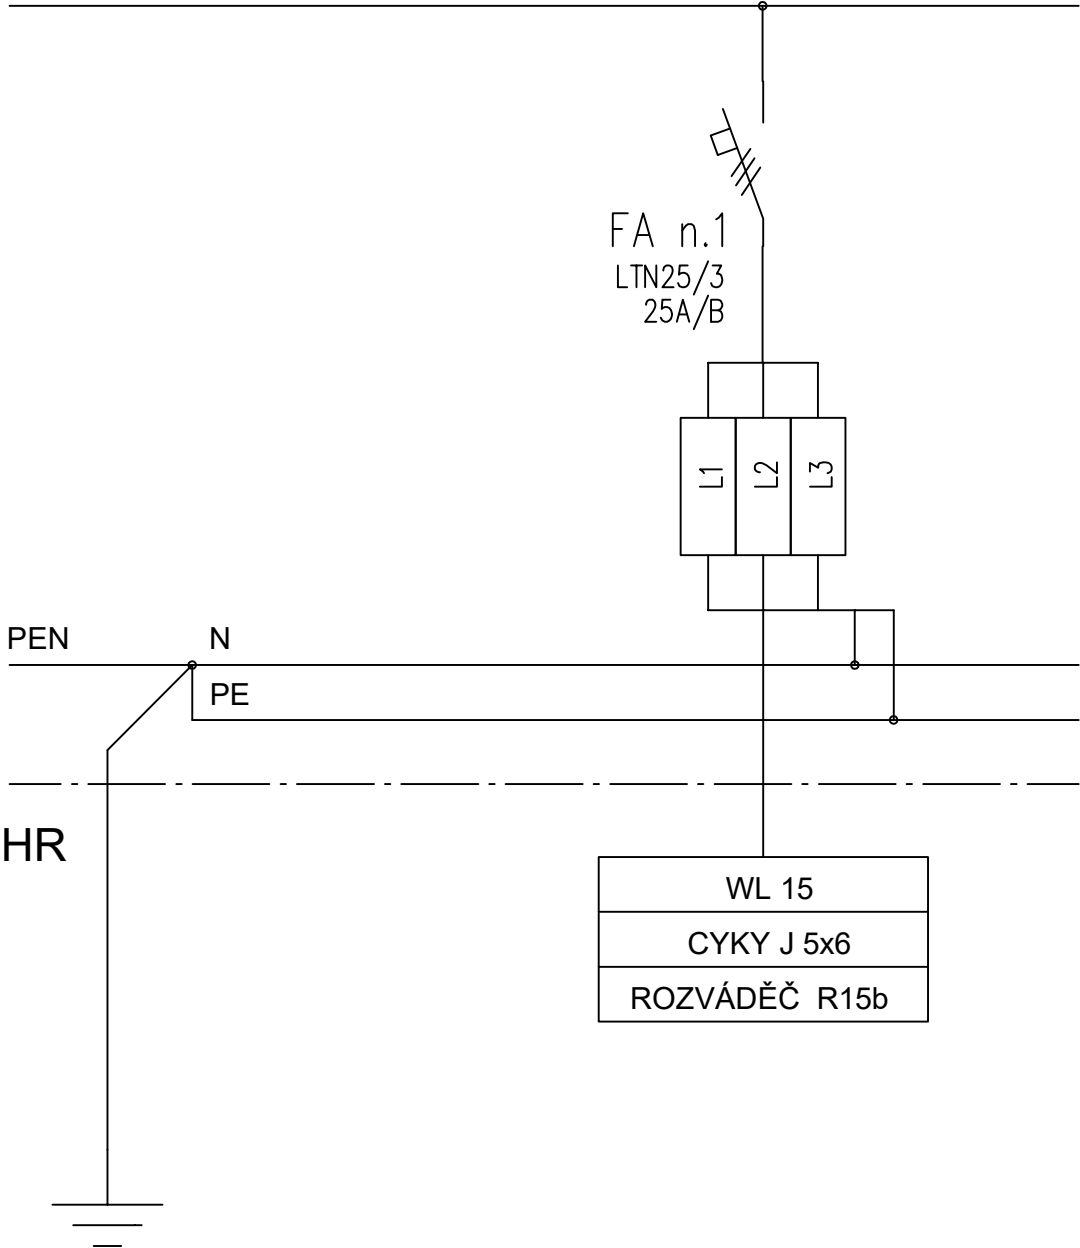 FA n.1
LTN25/3
25A/B
L1
L2
L3
PEN
N
PE
HR
WL 15
CYKY J 5x6
ROZVÁDĚČ R15b